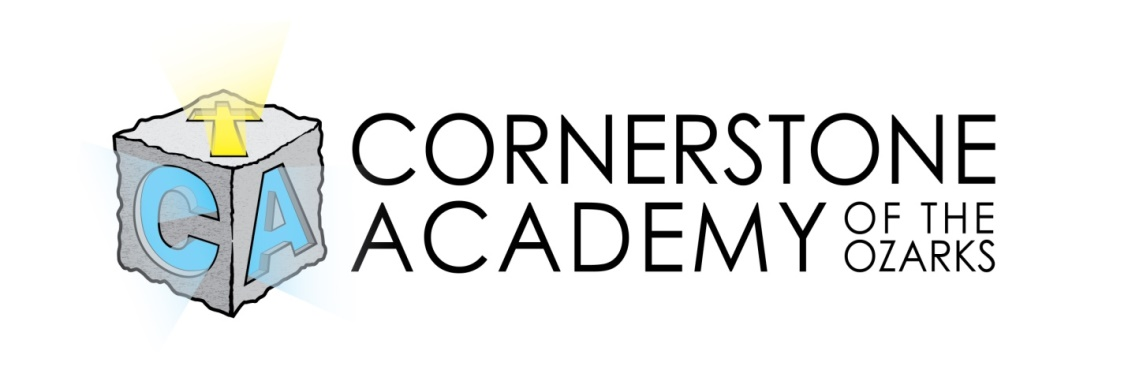 CA
CORNERSTONE
ACADEMY OF THE
OZARKS